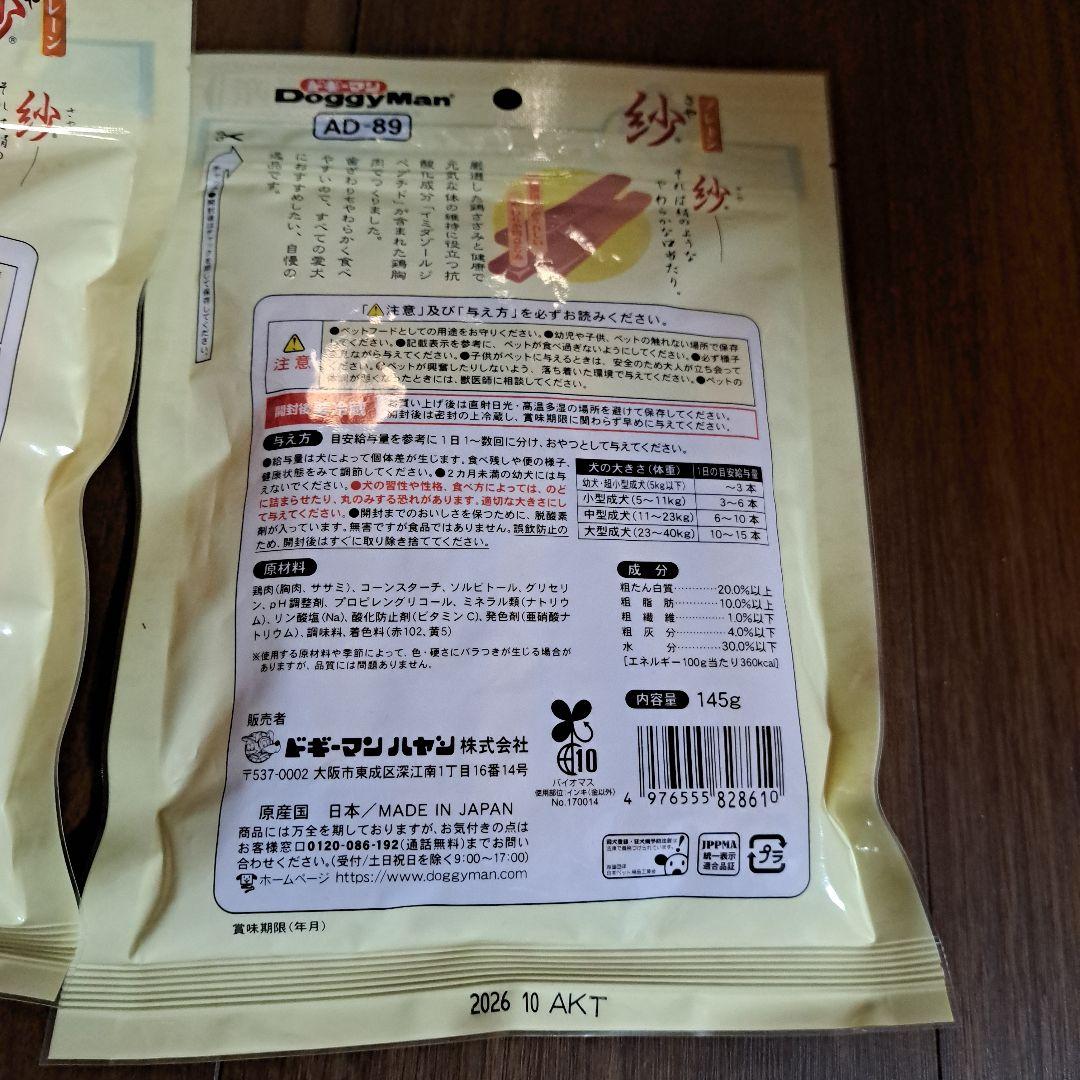 ドギーマン
DoggyMan
AD-89
紗 さや
プレーン
紗 さや
それは絹のような
やわらかな口当たり。
厳選した鶏ささみと健康で
元気な体の維持に役立つ抗
酸化成分「イミダゾールジ
ペプチド」が含まれた鶏胸
肉でつくりました。
歯ざわりもやわらかく食べ
やすいので、すべての愛犬
におすすめしたい、自慢の
逸品です。
「⚠注意」及び「与え方」を必ずお読みください。
注意
●ペットフードとしての用途をお守りください。●幼児や子供、ペットの触れない場所で保存
してください。●記載表示を参考に、ペットが食べ過ぎないようにしてください。●必ず様子
を見ながら与えてください。●子供がペットに与えるときは、安全のため大人が立ち会って
ください。●ペットが興奮したりしないよう、落ち着いた環境で与えてください。●ペットの
体調が悪くなったときには、獣医師に相談してください。
開封後要冷蔵
お買い上げ後は直射日光・高温多湿の場所を避けて保存してください。
開封後は密封の上冷蔵し、賞味期限に関わらず早めに与えてください。
与え方 目安給与量を参考に1日1〜数回に分け、おやつとして与えてください。
●給与量は犬によって個体差が生じます。食べ残しや便の様子、
健康状態をみて調節してください。●2カ月未満の幼犬には与
えないでください。●犬の習性や性格、食べ方によっては、のど
に詰まらせたり、丸のみする恐れがあります。適切な大きさにし
て与えてください。●開封までのおいしさを保つために、脱酸素
剤が入っています。無害ですが食品ではありません。誤飲防止の
ため、開封後はすぐに取り除き捨ててください。
犬の大きさ(体重) 1日の目安給与量
幼犬・超小型成犬(5kg以下) 〜3本
小型成犬(5〜11kg) 3〜6本
中型成犬(11〜23kg) 6〜10本
大型成犬(23〜40kg) 10〜15本
原材料
鶏肉(胸肉、ササミ)、コーンスターチ、ソルビトール、グリセリ
ン、pH調整剤、プロピレングリコール、ミネラル類(ナトリウ
ム)、リン酸塩(Na)、酸化防止剤(ビタミンC)、発色剤(亜硝酸ナ
トリウム)、調味料、着色料(赤102、黄5)
※使用する原材料や季節によって、色・硬さにバラつきが生じる場合が
ありますが、品質には問題ありません。
成分
粗たん白質…………20.0%以上
粗脂肪…………10.0%以上
粗繊維…………1.0%以下
粗灰分…………4.0%以下
水分…………30.0%以下
[エネルギー100g当たり360kcal]
内容量 145g
販売者
ドギーマンハヤシ株式会社
〒537-0002 大阪市東成区深江南1丁目16番14号
10
バイオマス
使用部位:インキ(金以外)
No.170014
4 976555 828610
原産国 日本/MADE IN JAPAN
商品には万全を期しておりますが、お気付きの点は
お客様窓口0120-086-192(通話無料)までお問い
合わせください。(受付/土日祝日を除く9:00〜17:00)
ホームページ https://www.doggyman.com
JPPMA
統一表示
適合品証
プラ
賞味期限(年月)
2026 10 AKT